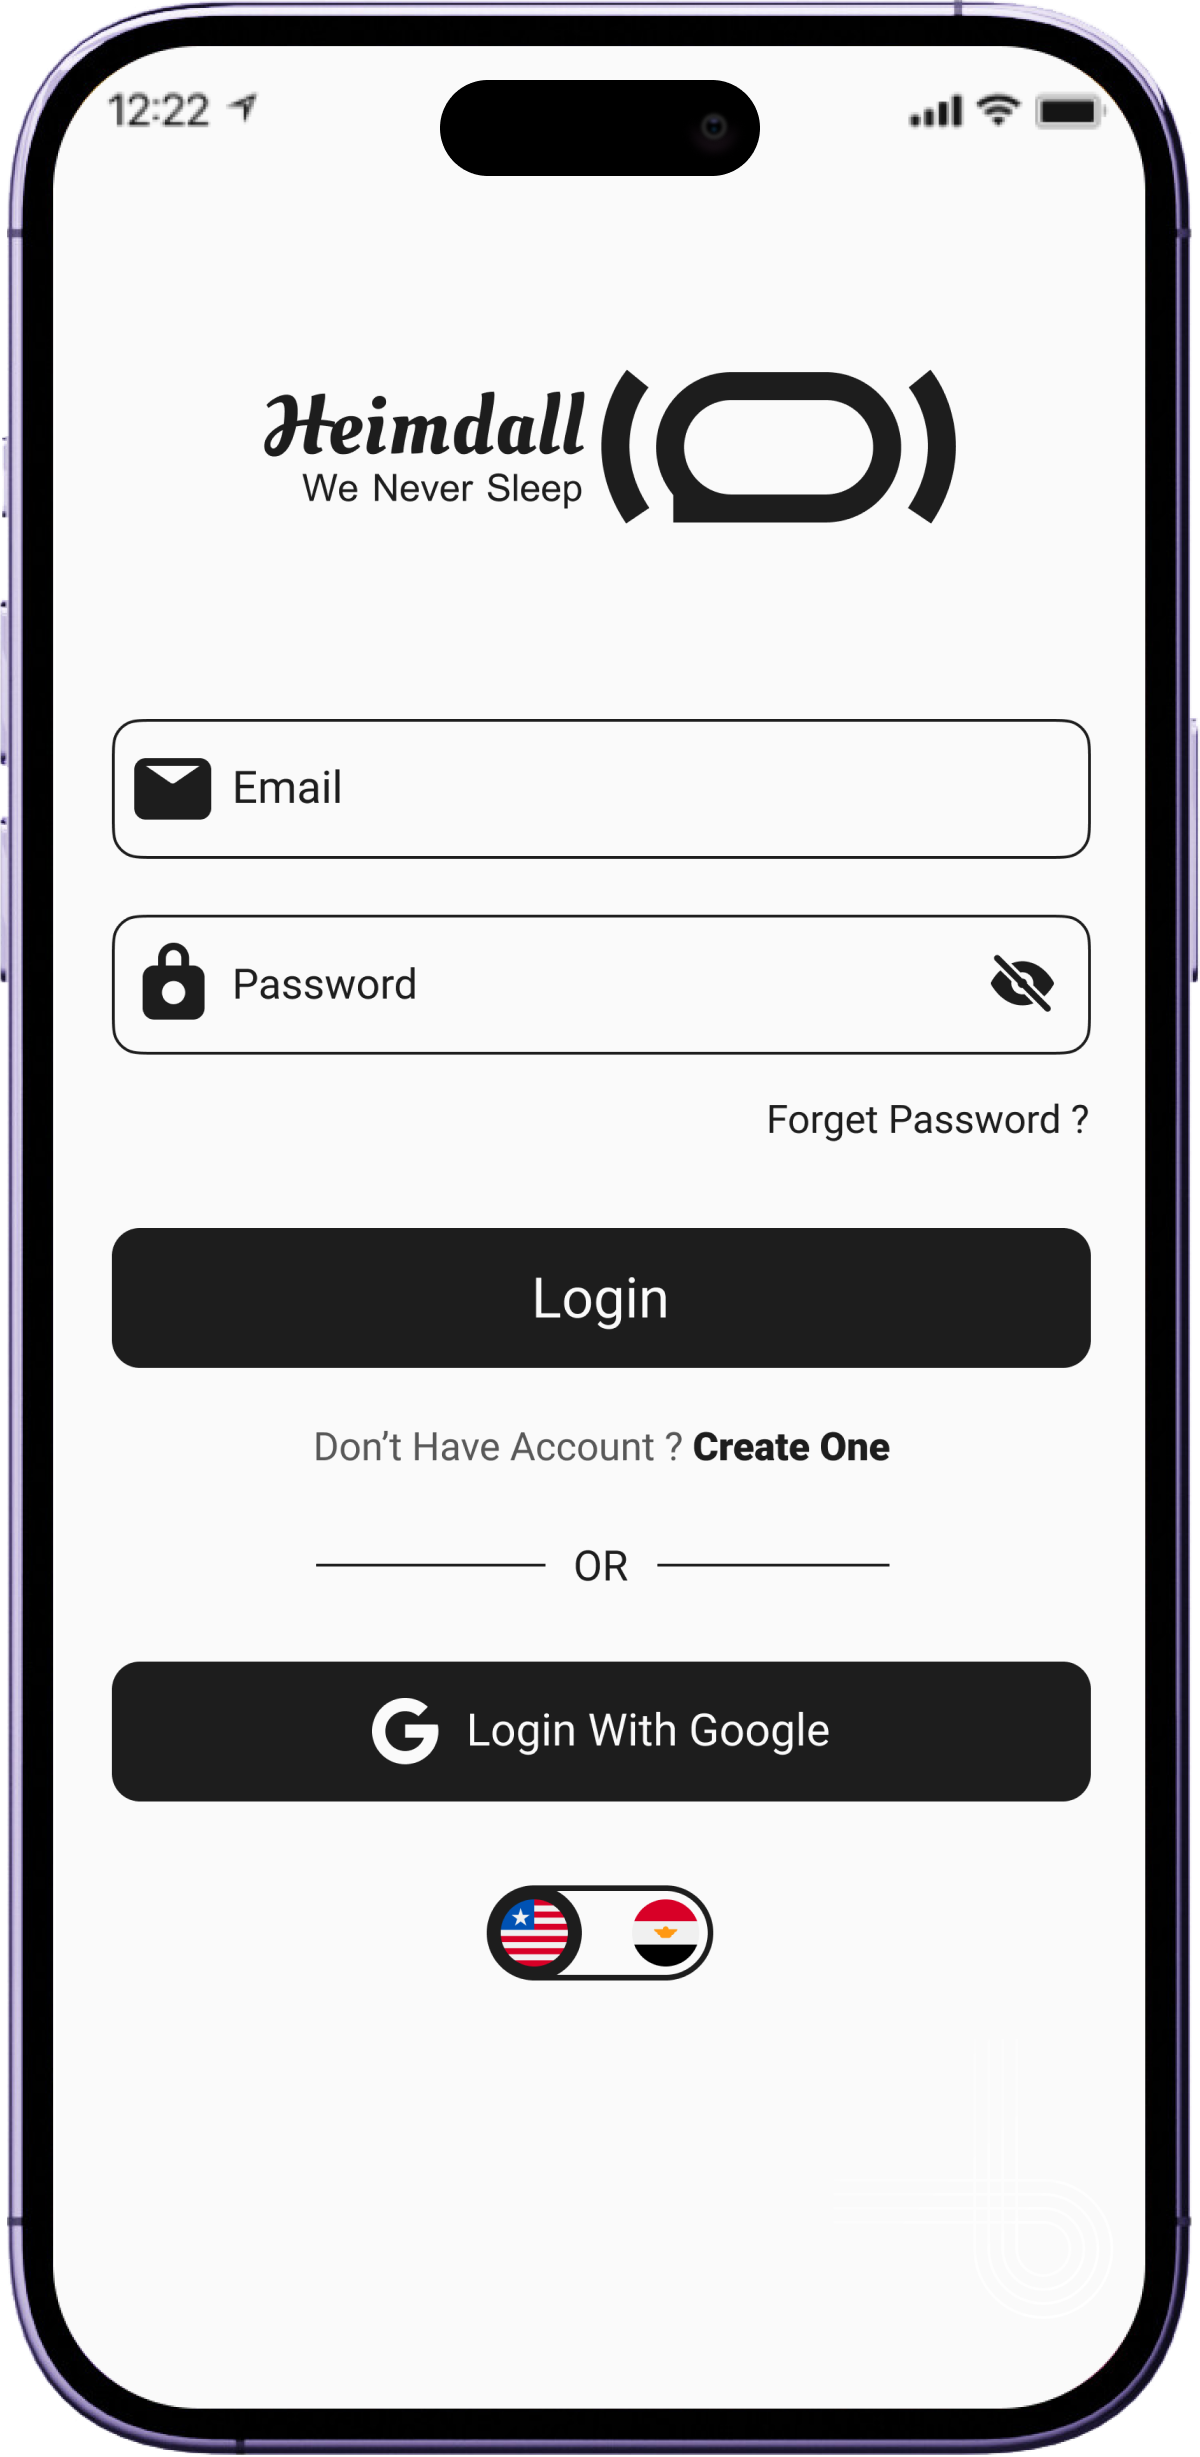 12:22
Heimdall
We Never Sleep
Email
Password
Forget Password ?
Login
Don’t Have Account ? Create One
OR
Login With Google